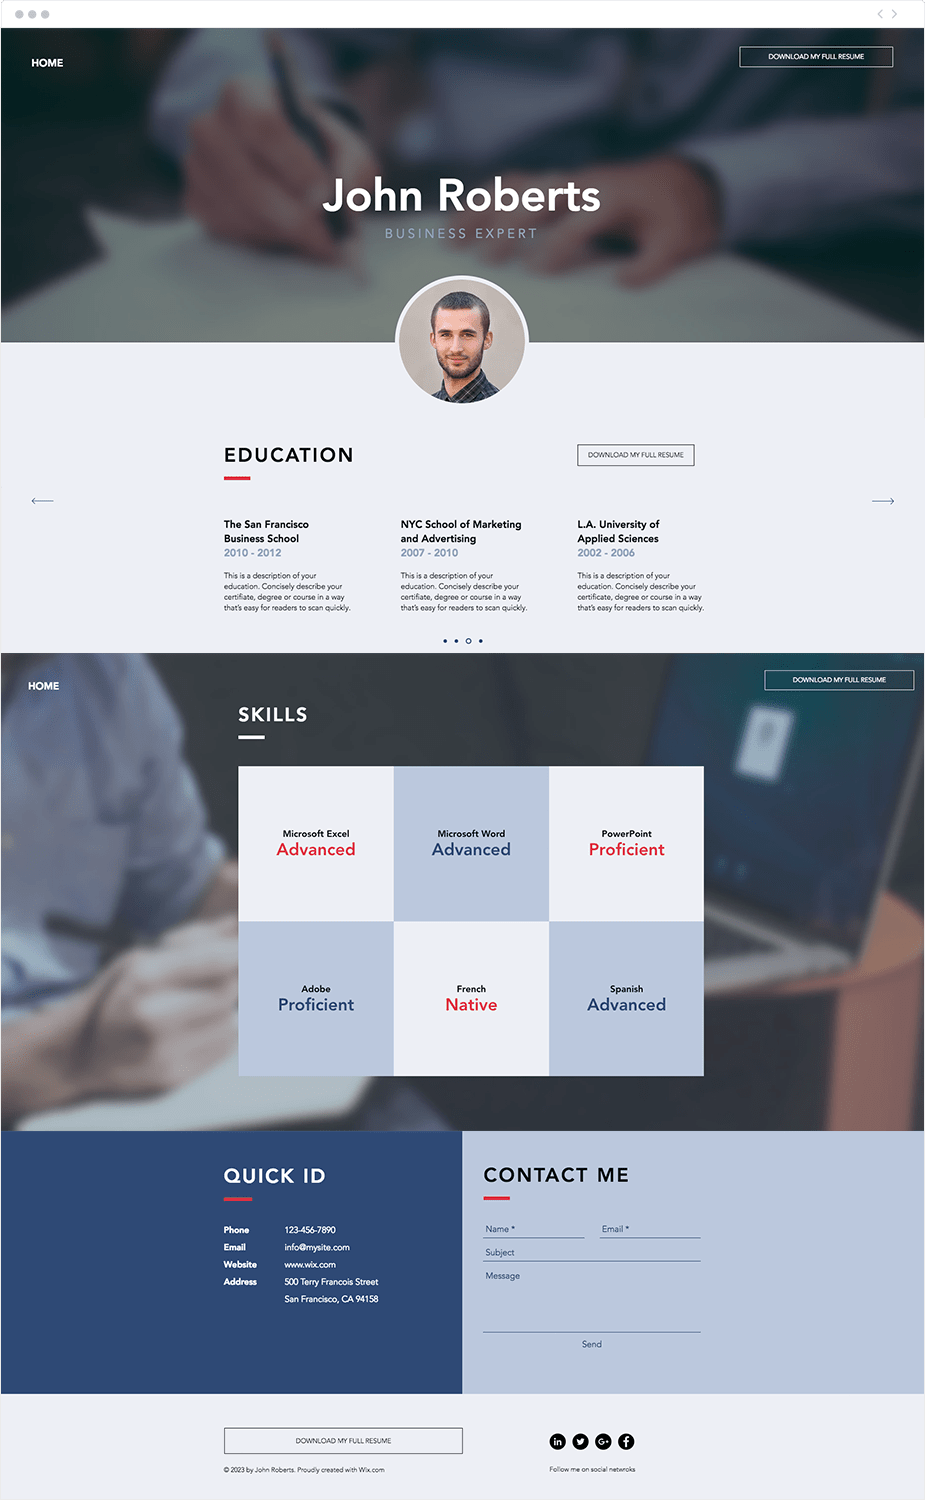 HOME
DOWNLOAD MY FULL RESUME
John Roberts
BUSINESS EXPERT
EDUCATION
DOWNLOAD MY FULL RESUME
The San Francisco
Business School
2010 - 2012
This is a description of your
education. Concisely describe your
certifiate, degree or course in a way
that's easy for readers to scan quickly.
NYC School of Marketing
and Advertising
2007 - 2010
This is a description of your
education. Concisely describe your
certifiate, degree or course in a way
that's easy for readers to scan quickly.
L.A. University of
Applied Sciences
2002 - 2006
This is a description of your
education. Concisely describe your
certifiate, degree or course in a way
that's easy for readers to scan quickly.
HOME
DOWNLOAD MY FULL RESUME
SKILLS
Microsoft Excel
Advanced
Microsoft Word
Advanced
PowerPoint
Proficient
Adobe
Proficient
French
Native
Spanish
Advanced
QUICK ID
Phone 123-456-7890
Email info@mysite.com
Website www.wix.com
Address 500 Terry Francois Street
San Francisco, CA 94158
CONTACT ME
Name * Email *
Subject
Message
Send
DOWNLOAD MY FULL RESUME
© 2023 by John Roberts. Proudly created with Wix.com
in G+ f
Follow me on social netwroks